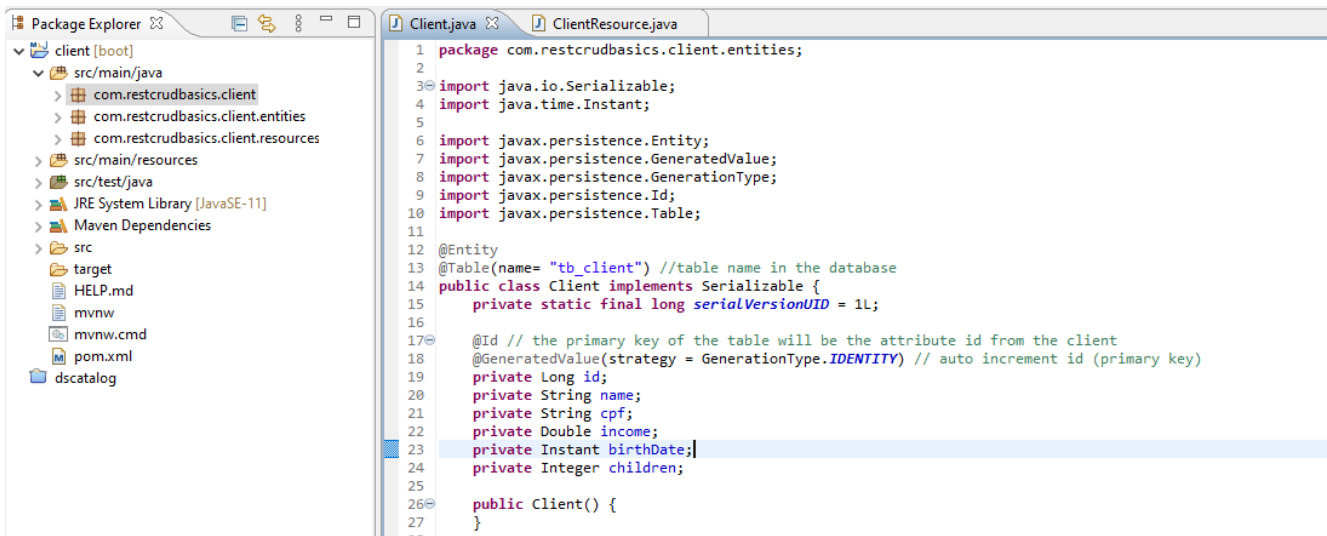 Package Explorer
client [boot]
src/main/java
com.restcrudbasics.client
com.restcrudbasics.client.entities
com.restcrudbasics.client.resources
src/main/resources
src/test/java
JRE System Library [JavaSE-11]
Maven Dependencies
src
target
HELP.md
mvnw
mvnw.cmd
pom.xml
dscatalog
Client.java ClientResource.java
1 package com.restcrudbasics.client.entities;
2
3 import java.io.Serializable;
4 import java.time.Instant;
5
6 import javax.persistence.Entity;
7 import javax.persistence.GeneratedValue;
8 import javax.persistence.GenerationType;
9 import javax.persistence.Id;
10 import javax.persistence.Table;
11
12 @Entity
13 @Table(name= "tb_client") //table name in the database
14 public class Client implements Serializable {
15 private static final long serialVersionUID = 1L;
16
17 @Id // the primary key of the table will be the attribute id from the client
18 @GeneratedValue(strategy = GenerationType.IDENTITY) // auto increment id (primary key)
19 private Long id;
20 private String name;
21 private String cpf;
22 private Double income;
23 private Instant birthDate;
24 private Integer children;
25
26 public Client() {
27 }